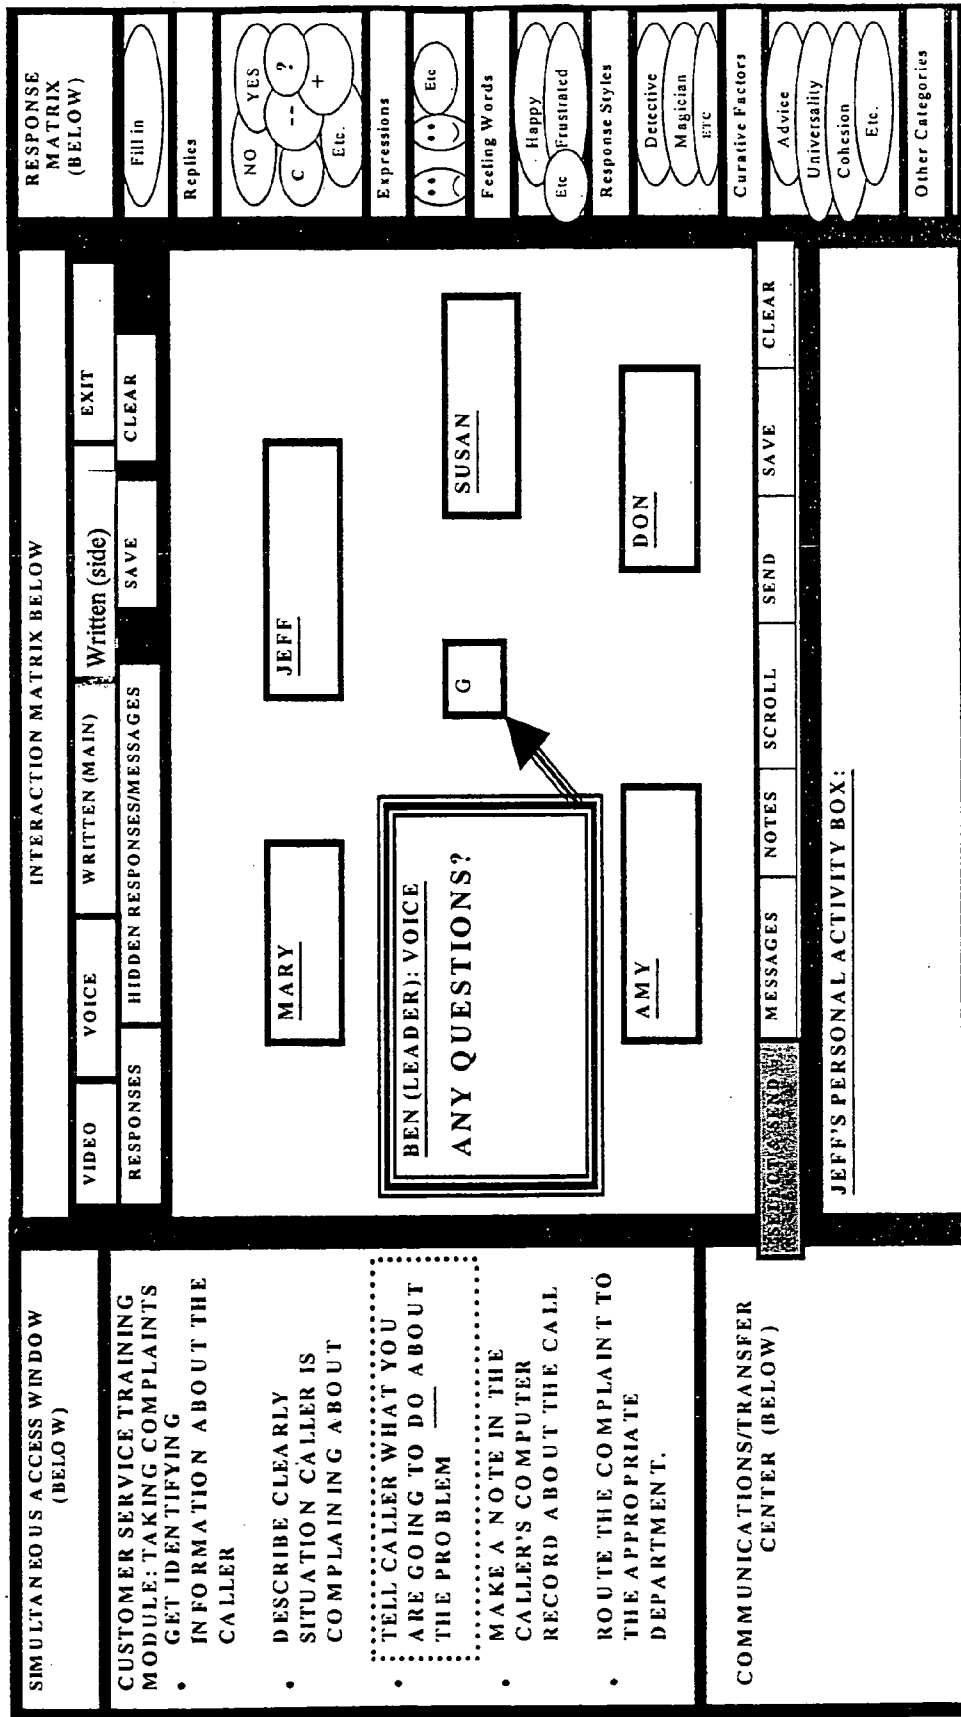 SIMULTANEOUS ACCESS WINDOW
(BELOW)
CUSTOMER SERVICE TRAINING
MODULE: TAKING COMPLAINTS
• GET IDENTIFYING
INFORMATION ABOUT THE
CALLER
• DESCRIBE CLEARLY
SITUATION CALLER IS
COMPLAINING ABOUT
• TELL CALLER WHAT YOU
ARE GOING TO DO ABOUT
THE PROBLEM ___
• MAKE A NOTE IN THE
CALLER'S COMPUTER
RECORD ABOUT THE CALL
• ROUTE THE COMPLAINT TO
THE APPROPRIATE
DEPARTMENT.
COMMUNICATIONS/TRANSFER
CENTER (BELOW)
INTERACTION MATRIX BELOW
VIDEO
VOICE
WRITTEN (MAIN)
Written (side)
EXIT
RESPONSES
HIDDEN RESPONSES/MESSAGES
SAVE
CLEAR
MARY
JEFF
BEN (LEADER): VOICE
ANY QUESTIONS?
G
SUSAN
AMY
DON
SELECT & SEND
MESSAGES
NOTES
SCROLL
SEND
SAVE
CLEAR
JEFF'S PERSONAL ACTIVITY BOX:
RESPONSE
MATRIX
(BELOW)
Fill in
Replies
NO
YES
?
--
C
+
Etc.
Expressions
Etc
Feeling Words
Happy
Frustrated
Etc
Response Styles
Detective
Magician
ETC
Curative Factors
Advice
Universality
Cohesion
Etc.
Other Categories